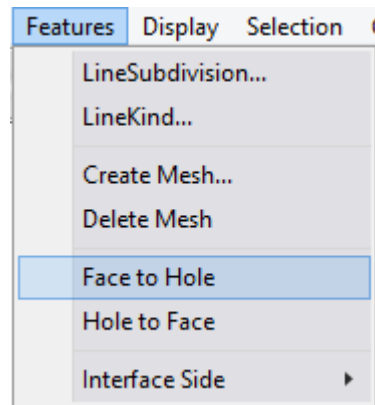 Features Display Selection
LineSubdivision...
LineKind...
Create Mesh...
Delete Mesh
Face to Hole
Hole to Face
Interface Side